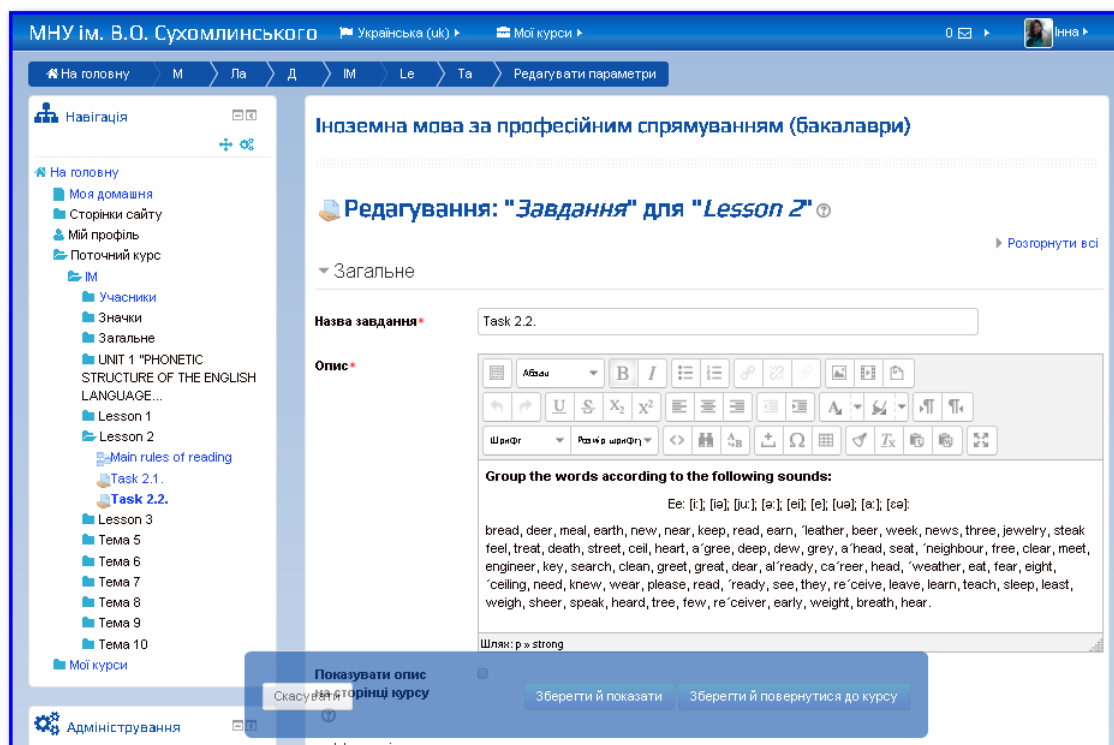 МНУ ім. В.О. Сухомлинського Українська (uk) Мої курси 0 Інна
На головну М Ла Д ІМ Le Та Редагувати параметри
Навігація
На головну
Моя домашня
Сторінки сайту
Мій профіль
Поточний курс
ІМ
Учасники
Значки
Загальне
UNIT 1 "PHONETIC
STRUCTURE OF THE ENGLISH
LANGUAGE...
Lesson 1
Lesson 2
Main rules of reading
Task 2.1.
Task 2.2.
Lesson 3
Тема 5
Тема 6
Тема 7
Тема 8
Тема 9
Тема 10
Мої курси
Адміністрування
Іноземна мова за професійним спрямуванням (бакалаври)
Редагування: "Завдання" для "Lesson 2"
Розгорнути всі
Загальне
Назва завдання* Task 2.2.
Опис*
Абзац B I
U S X₂ X² A
Шрифт Розмір шрифту Ω Tx
Group the words according to the following sounds:
Ee: [i:]; [iə]; [ju:]; [ə:]; [ei]; [e]; [uə]; [a:]; [εə]:
bread, deer, meal, earth, new, near, keep, read, earn, ´leather, beer, week, news, three, jewelry, steak
feel, treat, death, street, ceil, heart, a´gree, deep, dew, grey, a´head, seat, ´neighbour, free, clear, meet,
engineer, key, search, clean, greet, great, dear, al´ready, ca´reer, head, ´weather, eat, fear, eight,
´ceiling, need, knew, wear, please, read, ´ready, see, they, re´ceive, leave, learn, teach, sleep, least,
weigh, sheer, speak, heard, tree, few, re´ceiver, early, weight, breath, hear.
Шлях: p » strong
Показувати опис
на сторінці курсу
Скасувати Зберегти й показати Зберегти й повернутися до курсу